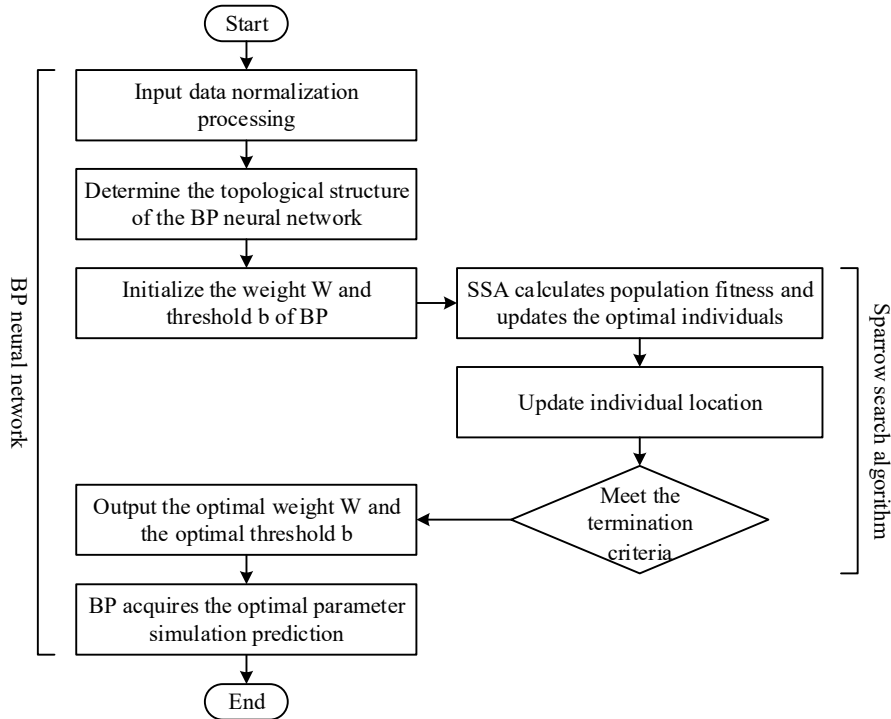 Start
Input data normalization
processing
Determine the topological structure
of the BP neural network
Initialize the weight W and
threshold b of BP
SSA calculates population fitness and
updates the optimal individuals
Update individual location
Meet the
termination
criteria
Output the optimal weight W and
the optimal threshold b
BP acquires the optimal parameter
simulation prediction
End
BP neural network
Sparrow search algorithm